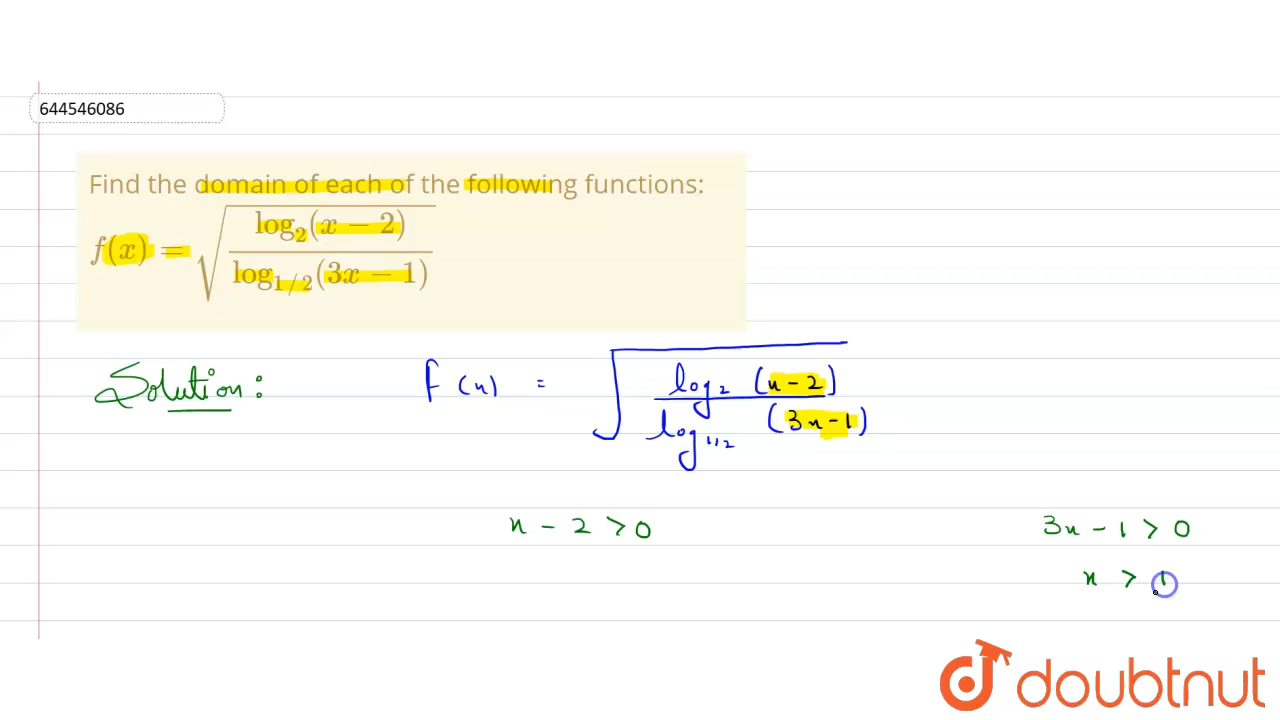 644546086
Find the domain of each of the following functions:
f(x) = √(log₂(x − 2) / log₁/₂(3x − 1))
Solution: f(x) = √(log₂ (x − 2) / log₁/₂ (3x − 1))
x − 2 > 0 3x − 1 > 0
x > 1
doubtnut